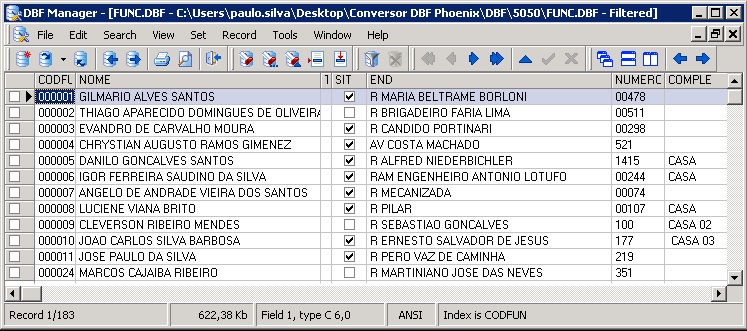 DBF Manager - [FUNC.DBF - C:\Users\paulo.silva\Desktop\Conversor DBF Phoenix\DBF\5050\FUNC.DBF - Filtered]
File Search View Set Record Tools Window Help
CODFU NOME T SIT END NUMERC COMPLE
000001 GILMARIO ALVES SANTOS R MARIA BELTRAME BORLONI 00478
000002 THIAGO APARECIDO DOMINGUES DE OLIVEIRA R BRIGADEIRO FARIA LIMA 00511
000003 EVANDRO DE CARVALHO MOURA R CANDIDO PORTINARI 00298
000004 CHRYSTIAN AUGUSTO RAMOS GIMENEZ AV COSTA MACHADO 521
000005 DANILO GONCALVES SANTOS R ALFRED NIEDERBICHLER 1415 CASA
000006 IGOR FERREIRA SAUDINO DA SILVA RAM ENGENHEIRO ANTONIO LOTUFO 00244 CASA
000007 ANGELO DE ANDRADE VIEIRA DOS SANTOS R MECANIZADA 00074
000008 LUCIENE VIANA BRITO R PILAR 00107 CASA
000009 CLEVERSON RIBEIRO MENDES R SEBASTIAO GONCALVES 100 CASA 02
000010 JOAO CARLOS SILVA BARBOSA R ERNESTO SALVADOR DE JESUS 177 CASA 03
000011 JOSE PAULO DA SILVA R PERO VAZ DE CAMINHA 219
000024 MARCOS CAJAIBA RIBEIRO R MARTINIANO JOSE DAS NEVES 351
Record 1/183 622,38 Kb Field 1, type C 6,0 ANSI Index is CODFUN